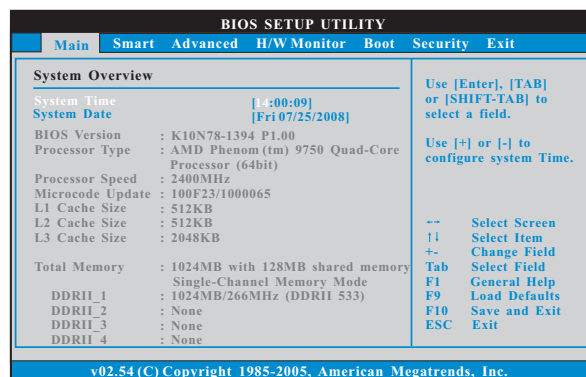 BIOS SETUP UTILITY
Main Smart Advanced H/W Monitor Boot Security Exit
System Overview
System Time [14:00:09]
System Date [Fri 07/25/2008]
BIOS Version : K10N78-1394 P1.00
Processor Type : AMD Phenom (tm) 9750 Quad-Core
Processor (64bit)
Processor Speed : 2400MHz
Microcode Update : 100F23/1000065
L1 Cache Size : 512KB
L2 Cache Size : 512KB
L3 Cache Size : 2048KB
Total Memory : 1024MB with 128MB shared memory
Single-Channel Memory Mode
DDRII_1 : 1024MB/266MHz (DDRII 533)
DDRII_2 : None
DDRII_3 : None
DDRII_4 : None
Use [Enter], [TAB]
or [SHIFT-TAB] to
select a field.
Use [+] or [-] to
configure system Time.
←→ Select Screen
↑↓ Select Item
+- Change Field
Tab Select Field
F1 General Help
F9 Load Defaults
F10 Save and Exit
ESC Exit
v02.54 (C) Copyright 1985-2005, American Megatrends, Inc.